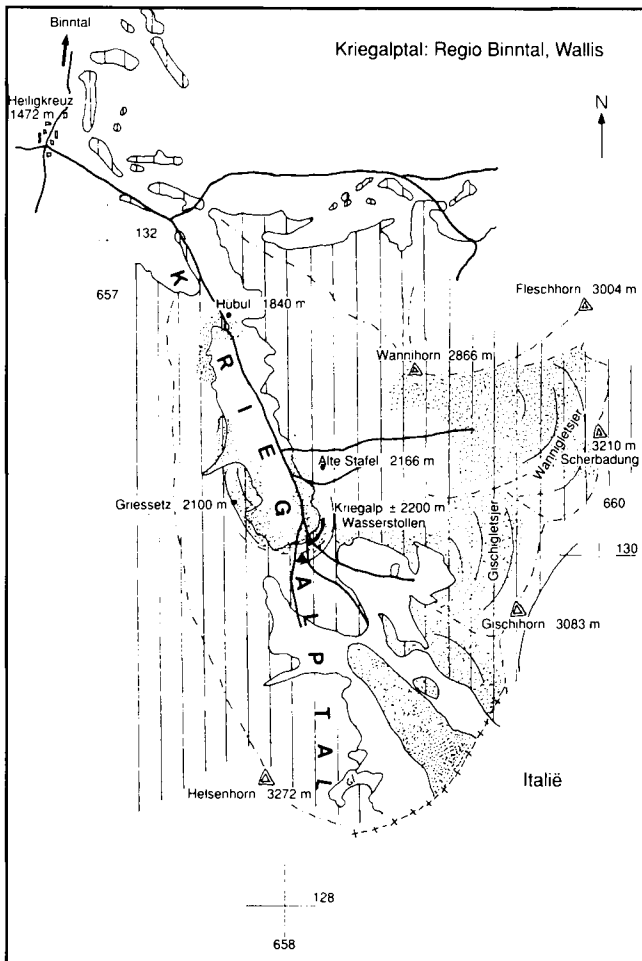 Binntal
Kriegalptal: Regio Binntal, Wallis
Heiligkreuz
1472 m
N
132
657
Fleschhorn 3004 m
Hubul 1840 m
Wannihorn 2866 m
KRIEGALPTAL
Wannigletsjer
3210 m
Scherbadung
Alte Stafel 2166 m
Griessetz 2100 m
Kriegalp ± 2200 m
Wasserstollen
660
Gischigletsjer
130
Gischihorn 3083 m
Italië
Helsenhorn 3272 m
128
658